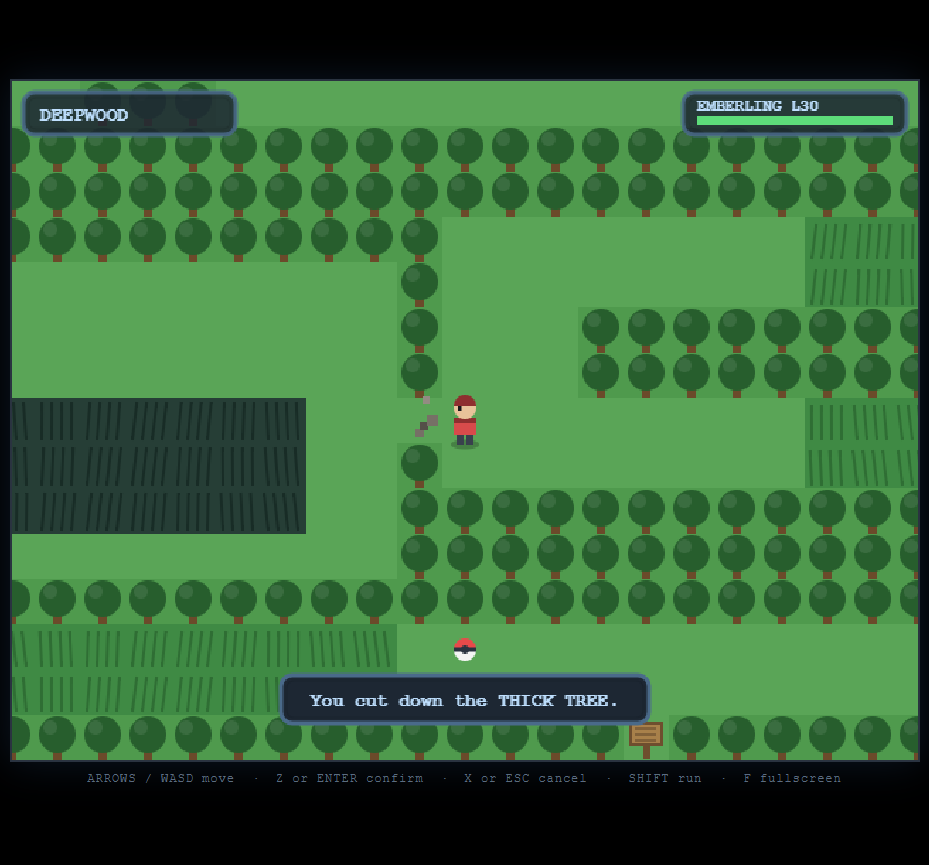 DEEPWOOD
EMBERLING L30
You cut down the THICK TREE.
ARROWS / WASD move · Z or ENTER confirm · X or ESC cancel · SHIFT run · F fullscreen